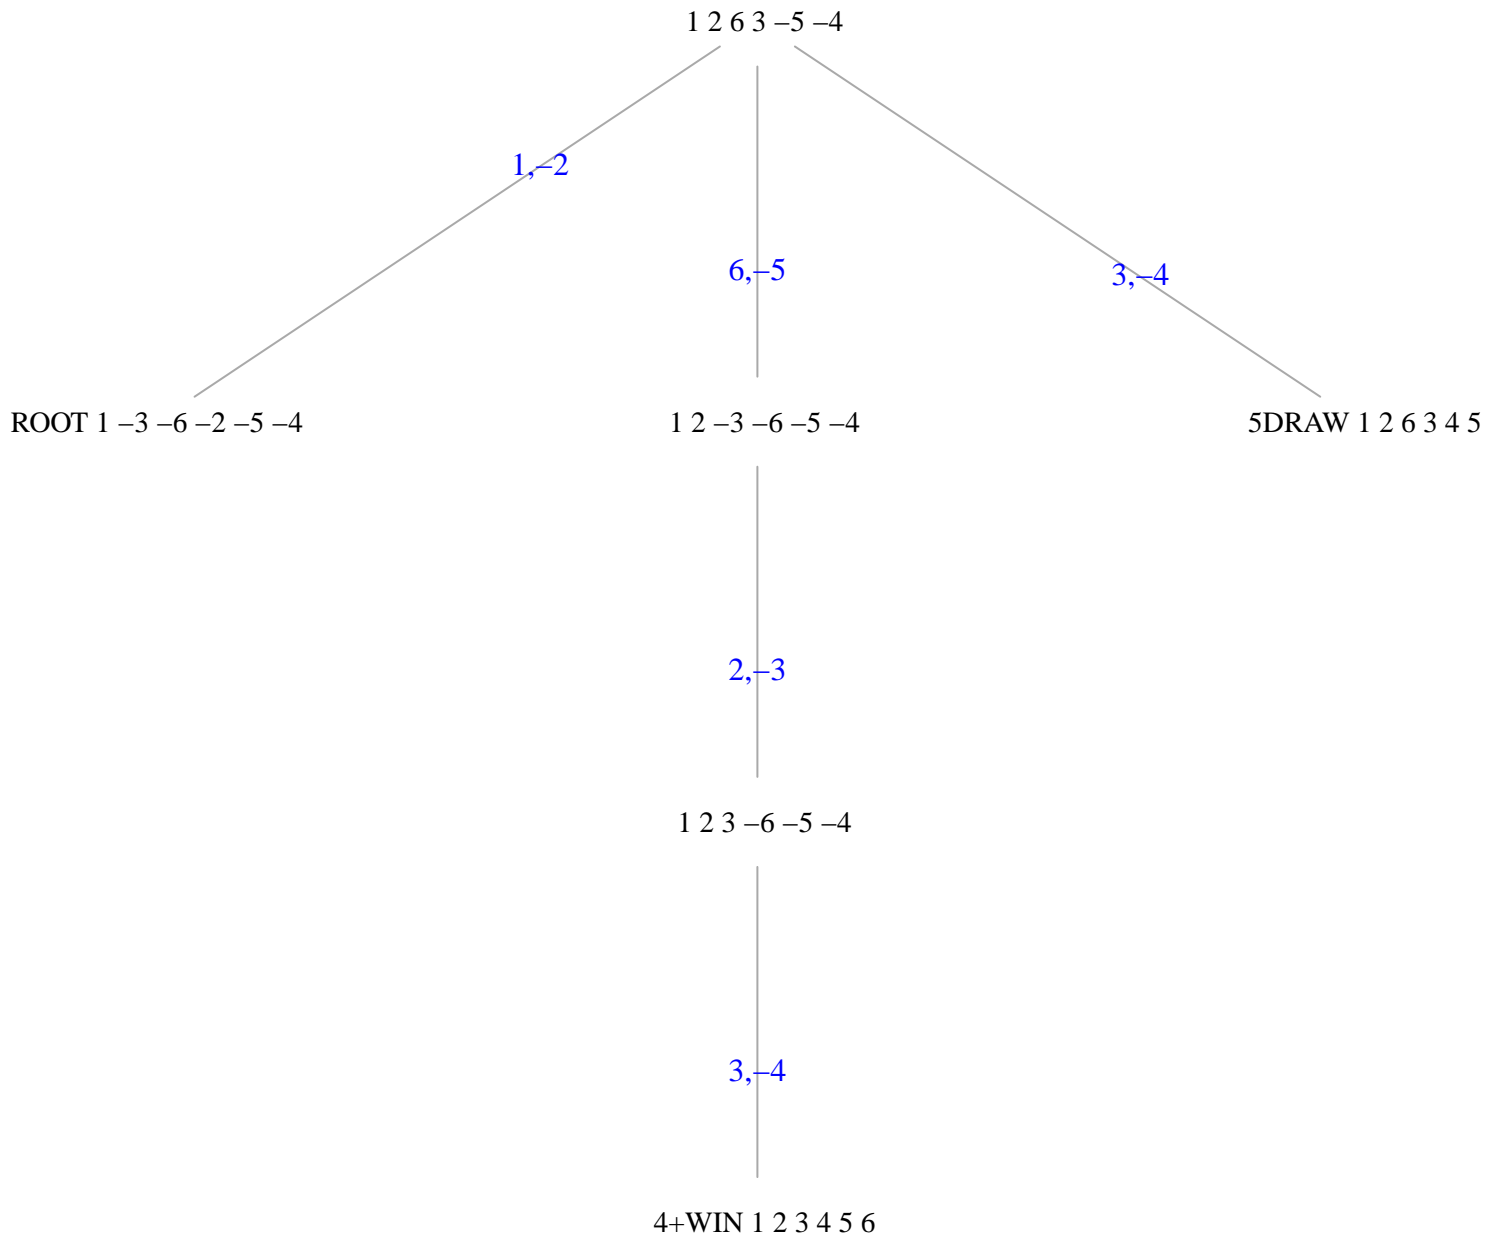 1 2 6 3 –5 –4
1,–2
6,–5
3,–4
ROOT 1 –3 –6 –2 –5 –4
1 2 –3 –6 –5 –4
5DRAW 1 2 6 3 4 5
2,–3
1 2 3 –6 –5 –4
3,–4
4+WIN 1 2 3 4 5 6